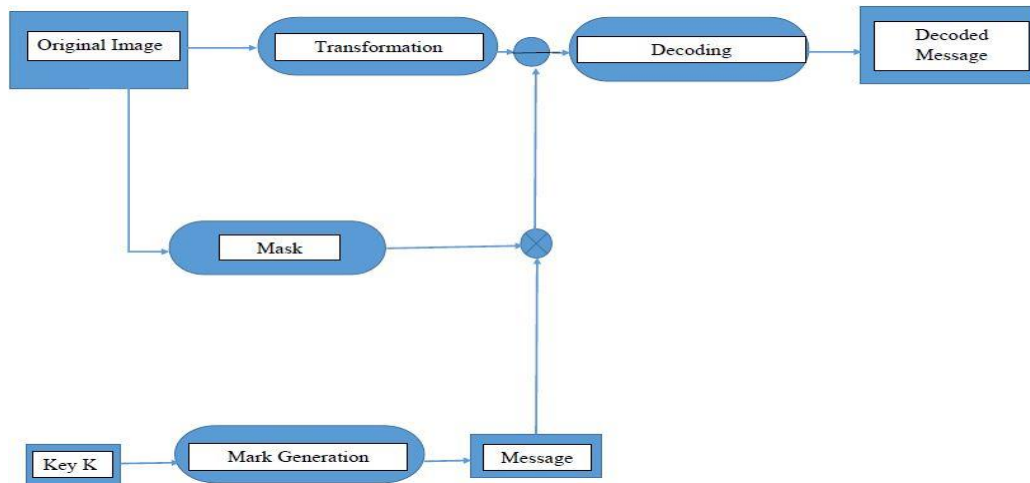 Original Image
Transformation
Decoding
Decoded
Message
Mask
Key K
Mark Generation
Message